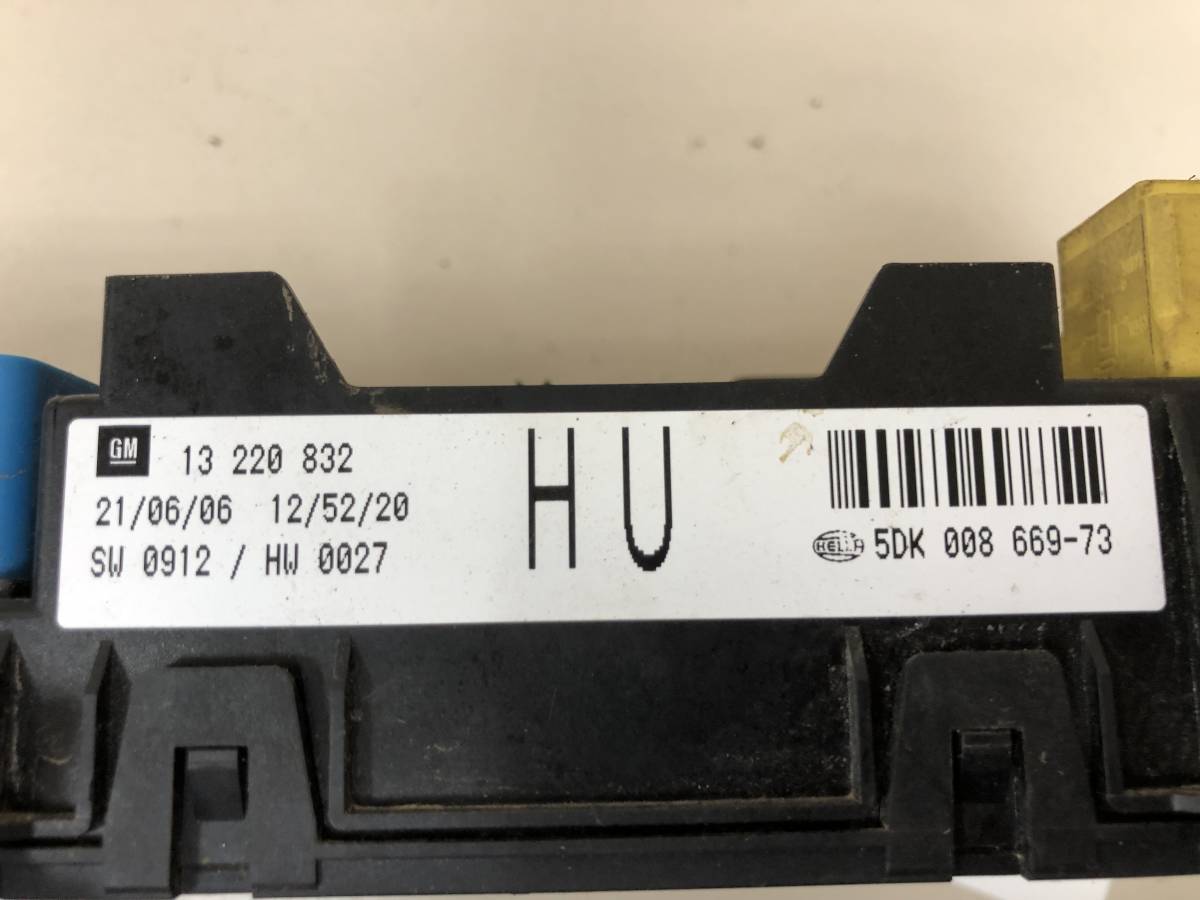 GM 13 220 832
21/06/06 12/52/20
SW 0912 / HW 0027
HU
HELLA 5DK 008 669-73